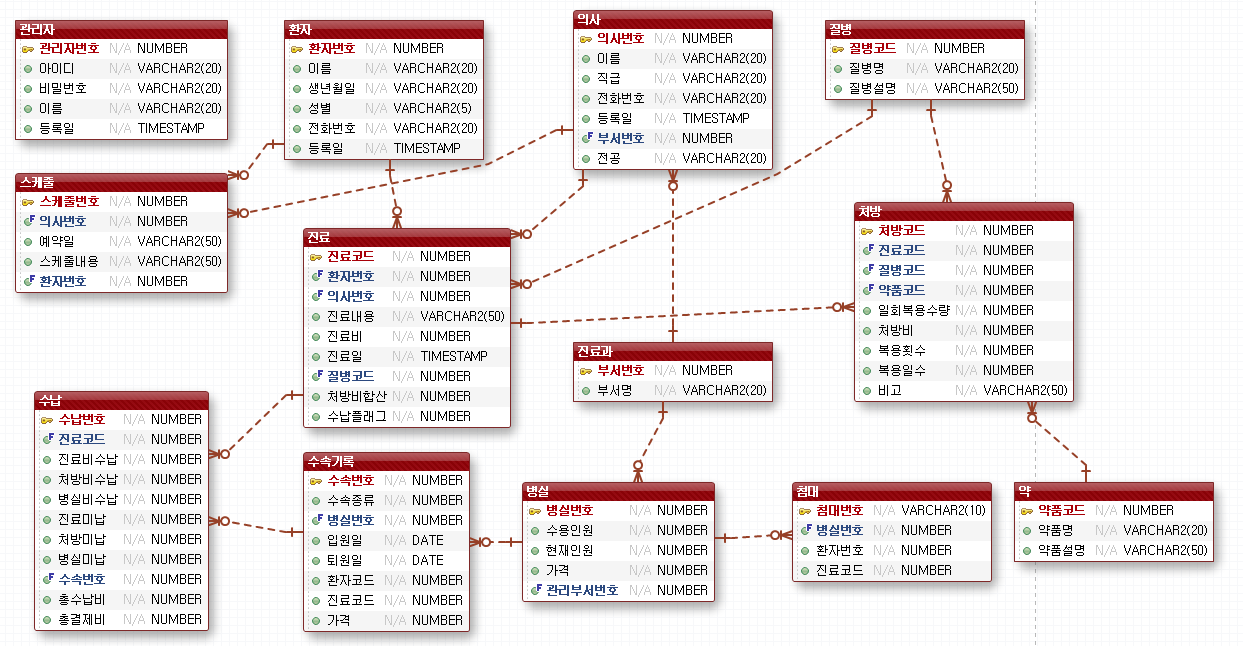 관리자
관리자번호 N/A NUMBER
아이디 N/A VARCHAR2(20)
비밀번호 N/A VARCHAR2(20)
이름 N/A VARCHAR2(20)
등록일 N/A TIMESTAMP
환자
환자번호 N/A NUMBER
이름 N/A VARCHAR2(20)
생년월일 N/A VARCHAR2(20)
성별 N/A VARCHAR2(5)
전화번호 N/A VARCHAR2(20)
등록일 N/A TIMESTAMP
의사
의사번호 N/A NUMBER
이름 N/A VARCHAR2(20)
직급 N/A VARCHAR2(20)
전화번호 N/A VARCHAR2(20)
등록일 N/A TIMESTAMP
부서번호 N/A NUMBER
전공 N/A VARCHAR2(20)
질병
질병코드 N/A NUMBER
질병명 N/A VARCHAR2(20)
질병설명 N/A VARCHAR2(50)
스케줄
스케줄번호 N/A NUMBER
의사번호 N/A NUMBER
예약일 N/A VARCHAR2(50)
스케줄내용 N/A VARCHAR2(50)
환자번호 N/A NUMBER
진료
진료코드 N/A NUMBER
환자번호 N/A NUMBER
의사번호 N/A NUMBER
진료내용 N/A VARCHAR2(50)
진료비 N/A NUMBER
진료일 N/A TIMESTAMP
질병코드 N/A NUMBER
처방비합산 N/A NUMBER
수납플래그 N/A NUMBER
처방
처방코드 N/A NUMBER
진료코드 N/A NUMBER
질병코드 N/A NUMBER
약품코드 N/A NUMBER
일회복용수량 N/A NUMBER
처방비 N/A NUMBER
복용횟수 N/A NUMBER
복용일수 N/A NUMBER
비고 N/A VARCHAR2(50)
진료과
부서번호 N/A NUMBER
부서명 N/A VARCHAR2(20)
수납
수납번호 N/A NUMBER
진료코드 N/A NUMBER
진료비수납 N/A NUMBER
처방비수납 N/A NUMBER
병실비수납 N/A NUMBER
진료미납 N/A NUMBER
처방미납 N/A NUMBER
병실미납 N/A NUMBER
수속번호 N/A NUMBER
총수납비 N/A NUMBER
총결제비 N/A NUMBER
수속기록
수속번호 N/A NUMBER
수속종류 N/A NUMBER
병실번호 N/A NUMBER
입원일 N/A DATE
퇴원일 N/A DATE
환자코드 N/A NUMBER
진료코드 N/A NUMBER
가격 N/A NUMBER
병실
병실번호 N/A NUMBER
수용인원 N/A NUMBER
현재인원 N/A NUMBER
가격 N/A NUMBER
관리부서번호 N/A NUMBER
침대
침대번호 N/A VARCHAR2(10)
병실번호 N/A NUMBER
환자번호 N/A NUMBER
진료코드 N/A NUMBER
약
약품코드 N/A NUMBER
약품명 N/A VARCHAR2(20)
약품설명 N/A VARCHAR2(50)